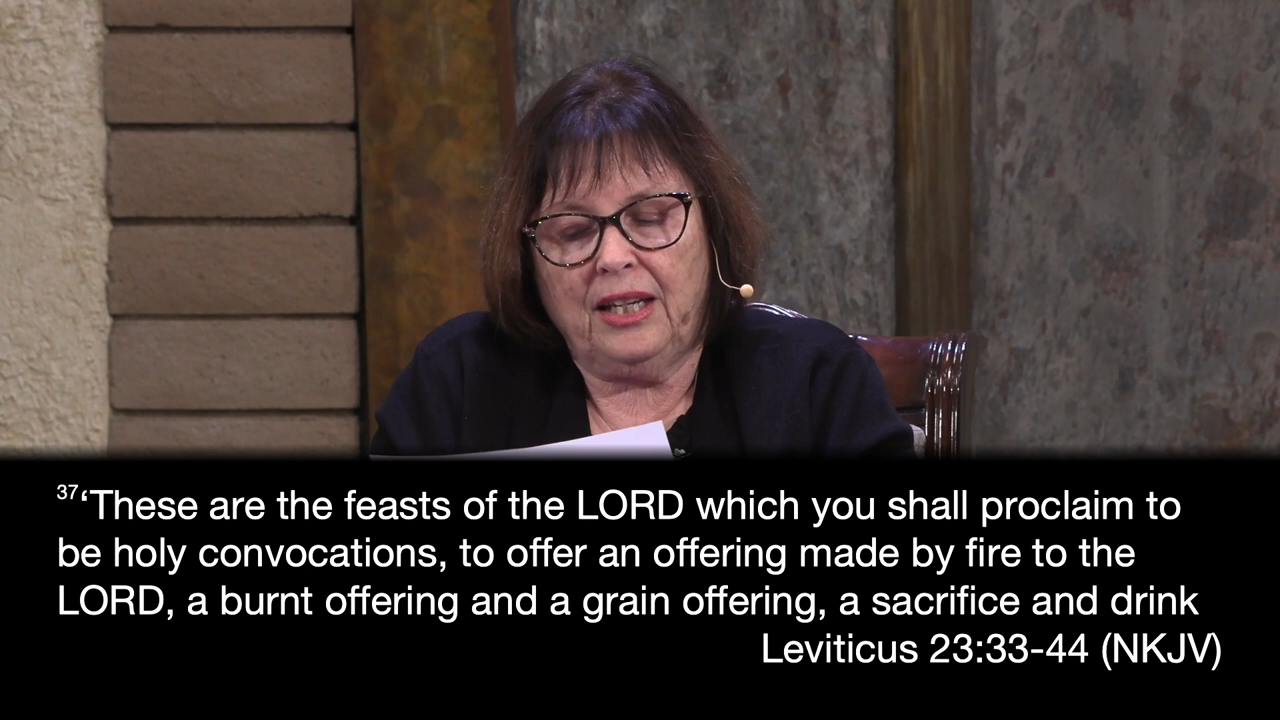 37‘These are the feasts of the LORD which you shall proclaim to
be holy convocations, to offer an offering made by fire to the
LORD, a burnt offering and a grain offering, a sacrifice and drink
Leviticus 23:33-44 (NKJV)